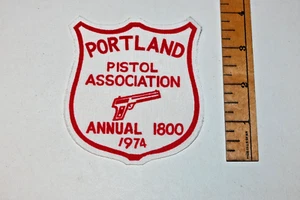 PORTLAND
PISTOL
ASSOCIATION
ANNUAL 1800
1974